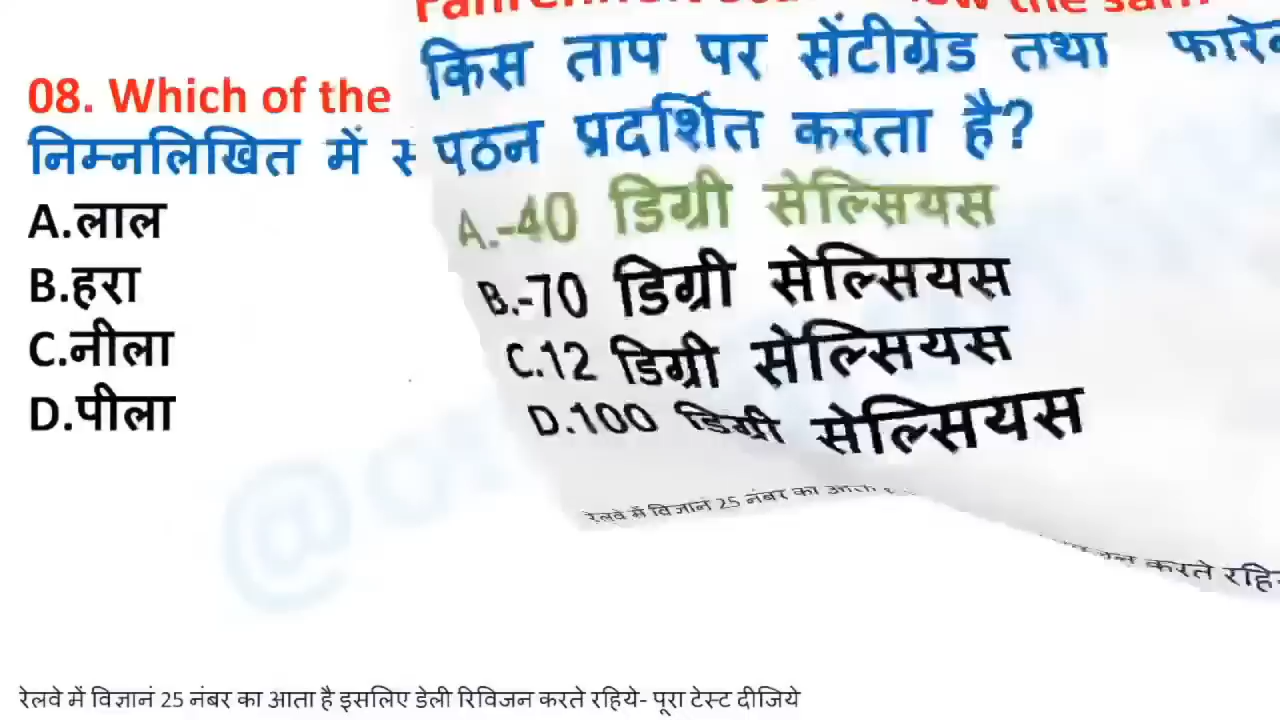 08. Which of the
निम्नलिखित में
A.लाल
B.हरा
C.नीला
D.पीला
किस ताप पर सेंटीग्रेड तथा
पठन प्रदर्शित करता है?
A.-40 डिग्री सेल्सियस
B.-70 डिग्री सेल्सियस
C.12 डिग्री सेल्सियस
D.100 डिग्री सेल्सियस
रेलवे में विज्ञानं 25 नंबर का
करते
रेलवे में विज्ञानं 25 नंबर का आता है इसलिए डेली रिविजन करते रहिये- पूरा टेस्ट दीजिये